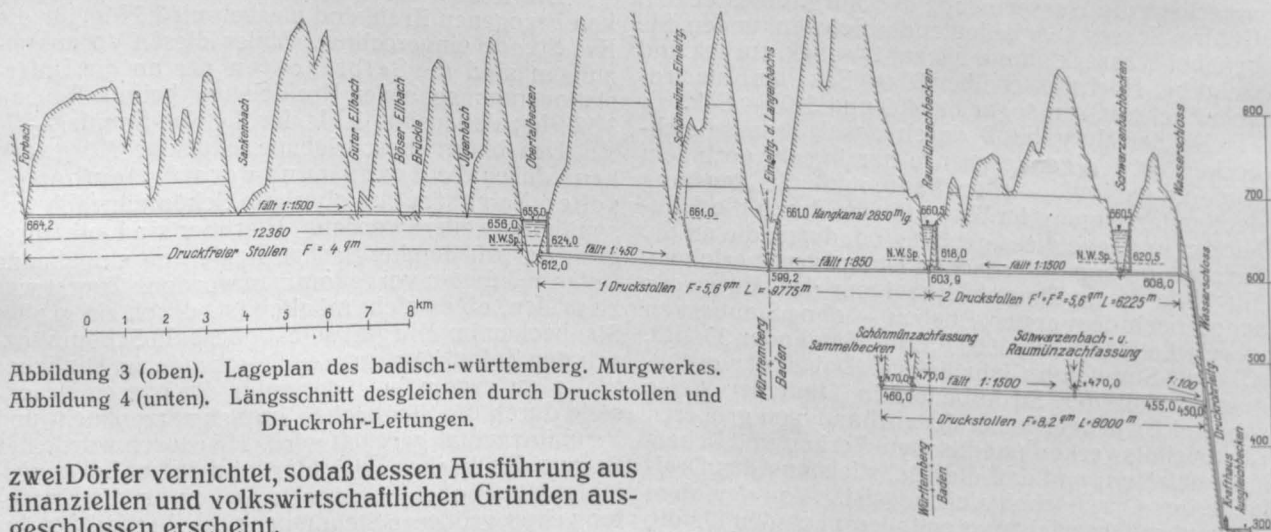 Forbach
Sankenbach
Guter Ellbach
Böser Ellbach
Brückle
Ilgenbach
Obertalbecken
Schönmünz-Einleitg.
Einleitg. d. Langenbachs
Raumünzachbecken
Schwarzenbachbecken
Wasserschloss
800
700
600
500
400
300
664,2
fällt 1:1500
656,0
655,0
N.W.Sp.
624,0
612,0
12360
Druckfreier Stollen F = 4 qm
fällt 1:450
661,0
599,2
661,0 Hangkanal 2850 m lg
fällt 1:850
660,5
N.W.Sp.
618,0
603,9
fällt 1:1500
660,5
N.W.Sp.
620,5
608,0
1 Druckstollen F=5,6 qm L = 9775 m
2 Druckstollen F¹+F²=5,6 qm L=6225 m
0 1 2 3 4 5 6 7 8 km
Württemberg
Baden
Schönmünzachfassung
Sammelbecken
Schwarzenbach- u.
Raumünzachfassung
470,0
470,0
460,0
fällt 1:1500
470,0
1:100
455,0
450,0
Druckstollen F=8,2 qm L=8000 m
Württemberg
Baden
Wasserschloss
Druckrohrleitg.
Krafthaus
Ausgleichbecken
Abbildung 3 (oben). Lageplan des badisch-württemberg. Murgwerkes.
Abbildung 4 (unten). Längsschnitt desgleichen durch Druckstollen und
Druckrohr-Leitungen.
zwei Dörfer vernichtet, sodaß dessen Ausführung aus
finanziellen und volkswirtschaftlichen Gründen aus-
geschlossen erscheint.